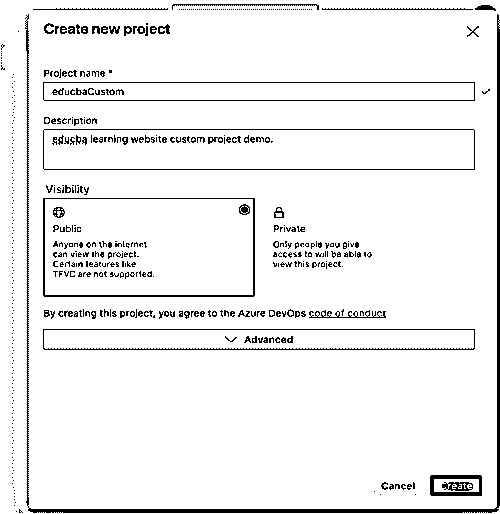 Create new project
Project name *
educbaCustom
Description
educba learning website custom project demo.
Visibility
Public
Anyone on the internet
can view the project.
Certain features like
TFVC are not supported.
Private
Only people you give
access to will be able to
view this project.
By creating this project, you agree to the Azure DevOps code of conduct
Advanced
Cancel
Create